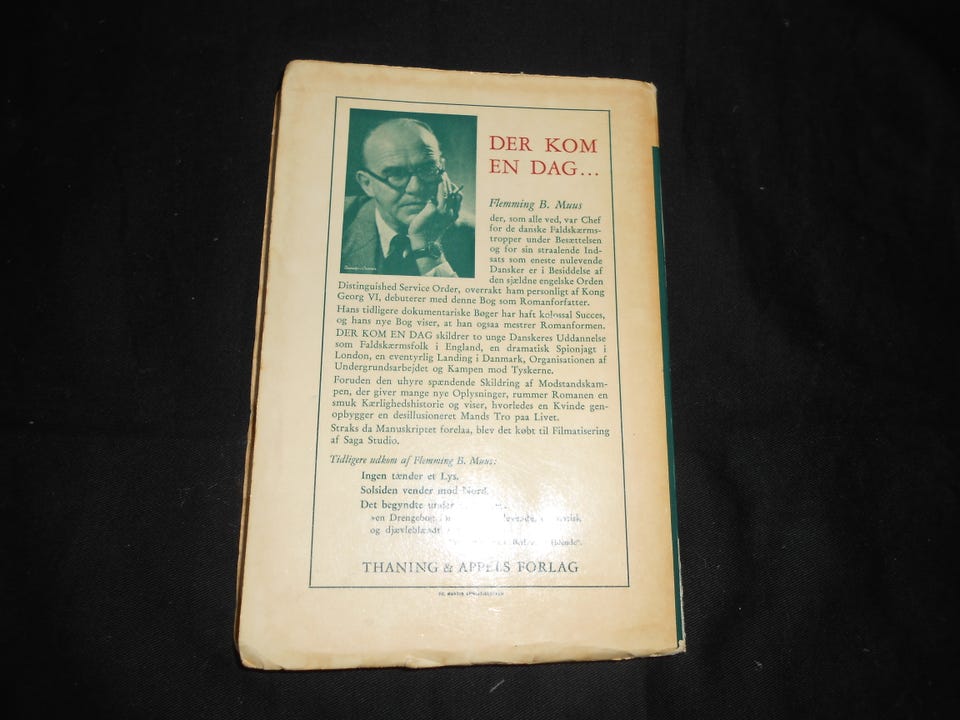 DER KOM
EN DAG...
Flemming B. Muus
der, som alle ved, var Chef
for de danske Faldskærms-
tropper under Besættelsen
og for sin straalende Ind-
sats som eneste nulevende
Dansker er i Besiddelse af
den sjældne engelske Orden
Distinguished Service Order, overrakt ham personligt af Kong
Georg VI, debuterer med denne Bog som Romanforfatter.
Hans tidligere dokumentariske Bøger har haft kolossal Succes,
og hans nye Bog viser, at han ogsaa mestrer Romanformen.
DER KOM EN DAG skildrer to unge Danskeres Uddannelse
som Faldskærmsfolk i England, en dramatisk Spionjagt i
London, en eventyrlig Landing i Danmark, Organisationen af
Undergrundsarbejdet og Kampen mod Tyskerne.
Foruden den uhyre spændende Skildring af Modstandskam-
pen, der giver mange nye Oplysninger, rummer Romanen en
smuk Kærlighedshistorie og viser, hvorledes en Kvinde gen-
opbygger en desillusioneret Mands Tro paa Livet.
Straks da Manuskriptet forelaa, blev det købt til Filmatisering
af Saga Studio.
Tidligere udkom af Flemming B. Muus:
Ingen tænder et Lys.
Solsiden vender mod Nord.
Det begyndte under
»en Drengebog
og djævleblændt
THANING & APPELS FORLAG